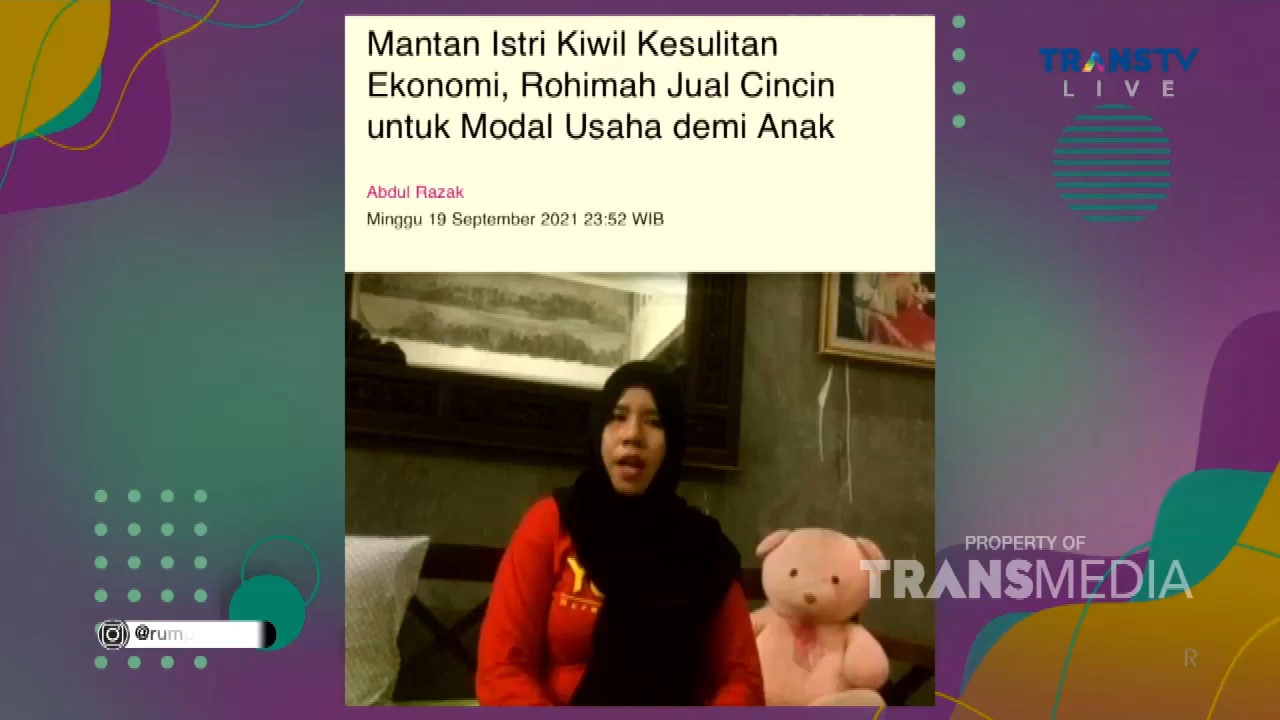 Mantan Istri Kiwil Kesulitan
Ekonomi, Rohimah Jual Cincin
untuk Modal Usaha demi Anak
Abdul Razak
Minggu 19 September 2021 23:52 WIB
TRANSTV
LIVE
PROPERTY OF
TRANSMEDIA
@rump
R